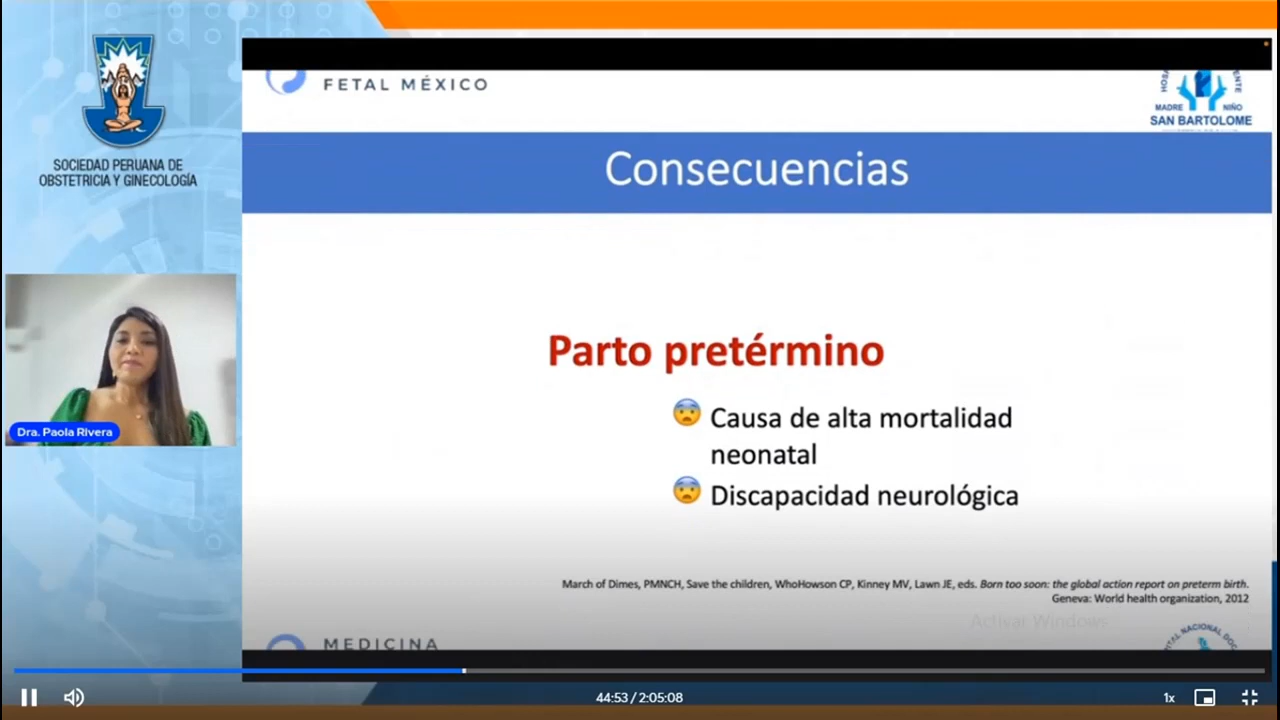 SOCIEDAD PERUANA DE
OBSTETRICIA Y GINECOLOGÍA
Dra. Paola Rivera
FETAL MÉXICO
MADRE NIÑO
SAN BARTOLOME
Consecuencias
Parto pretérmino
Causa de alta mortalidad
neonatal
Discapacidad neurológica
March of Dimes, PMNCH, Save the children, WhoHowson CP, Kinney MV, Lawn JE, eds. Born too soon: the global action report on preterm birth.
Geneva: World health organization, 2012
Activar Windows
MEDICINA
44:53 / 2:05:08
1x